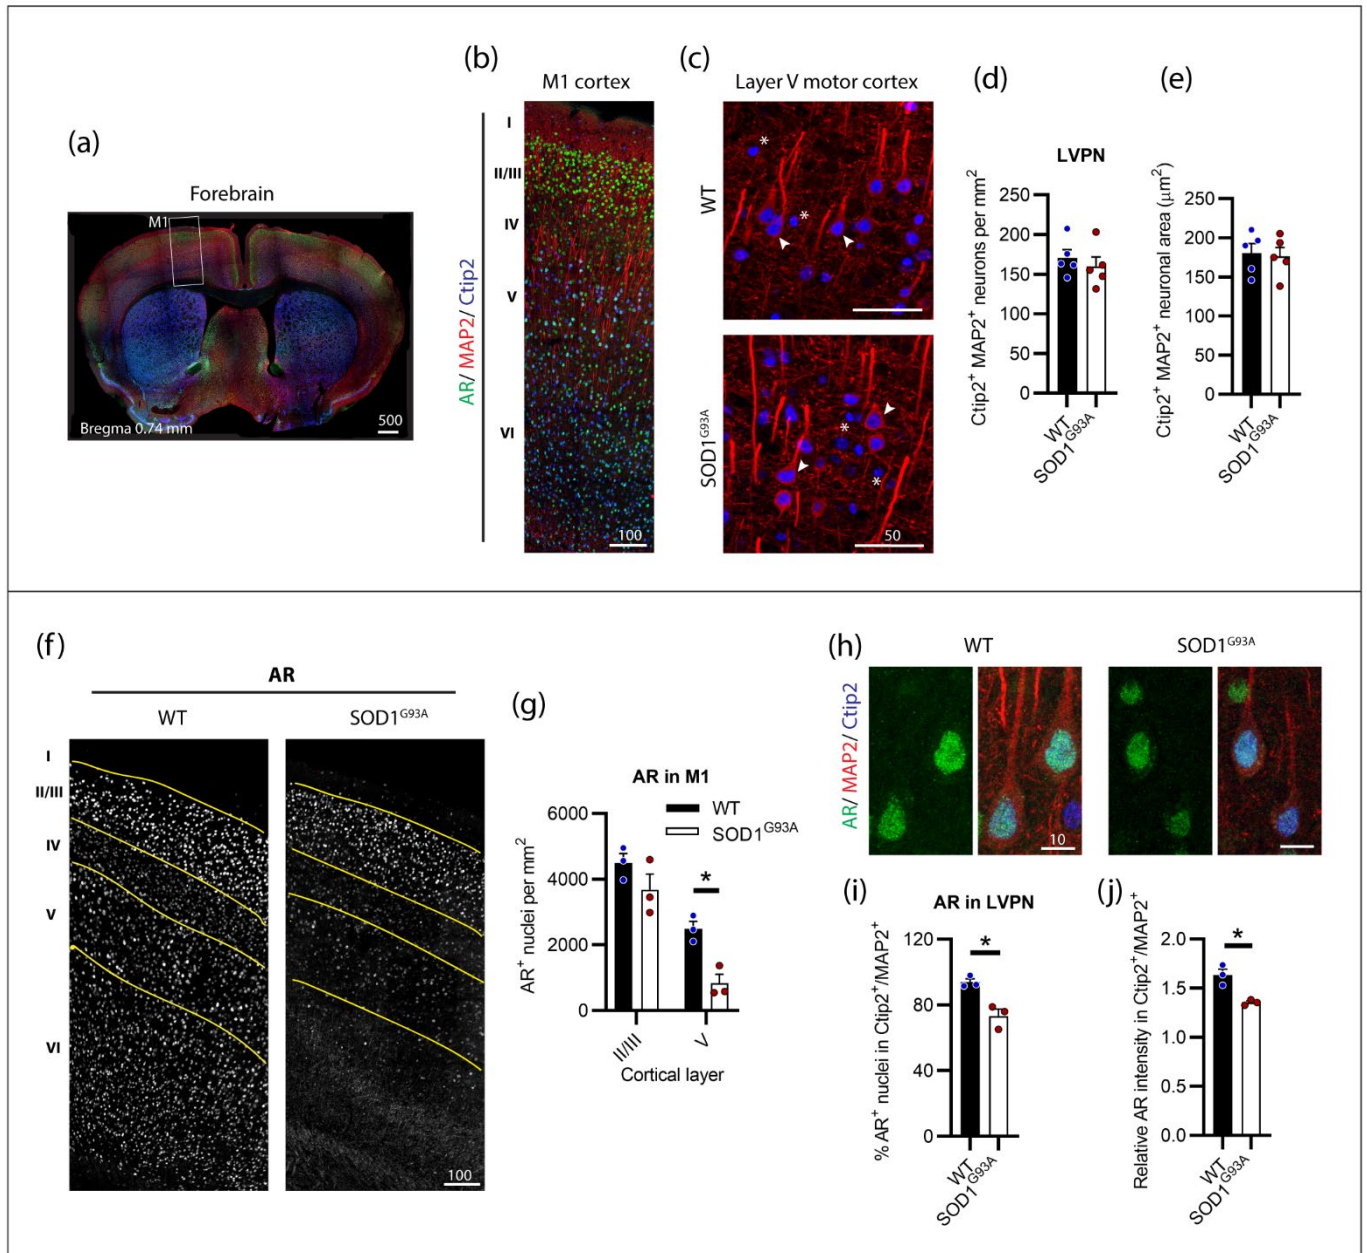 (a)
Forebrain
M1
Bregma 0.74 mm
500
(b)
M1 cortex
AR/ MAP2/ Ctip2
I
II/III
IV
V
VI
100
(c)
Layer V motor cortex
WT
*
*
SOD1G93A
*
*
50
(d)
LVPN
Ctip2+ MAP2+ neurons per mm2
250
200
150
100
50
0
WT
SOD1G93A
(e)
Ctip2+ MAP2+ neuronal area (μm2)
250
200
150
100
50
0
WT
SOD1G93A
(f)
AR
WT
SOD1G93A
I
II/III
IV
V
VI
100
(g)
AR in M1
WT
SOD1G93A
AR+ nuclei per mm2
6000
4000
2000
0
*
II/III
V
Cortical layer
(h)
WT
SOD1G93A
AR/ MAP2/ Ctip2
10
(i)
AR in LVPN
% AR+ nuclei in Ctip2+/MAP2+
120
80
40
0
*
WT
SOD1G93A
(j)
Relative AR intensity in Ctip2+/MAP2+
2.0
1.5
1.0
0.5
0.0
*
WT
SOD1G93A